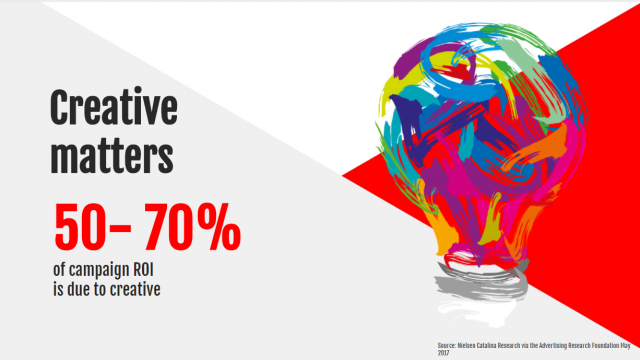 Creative
matters
50- 70%
of campaign ROI
is due to creative
Source: Nielsen Catalina Research via the Advertising Research Foundation May
2017